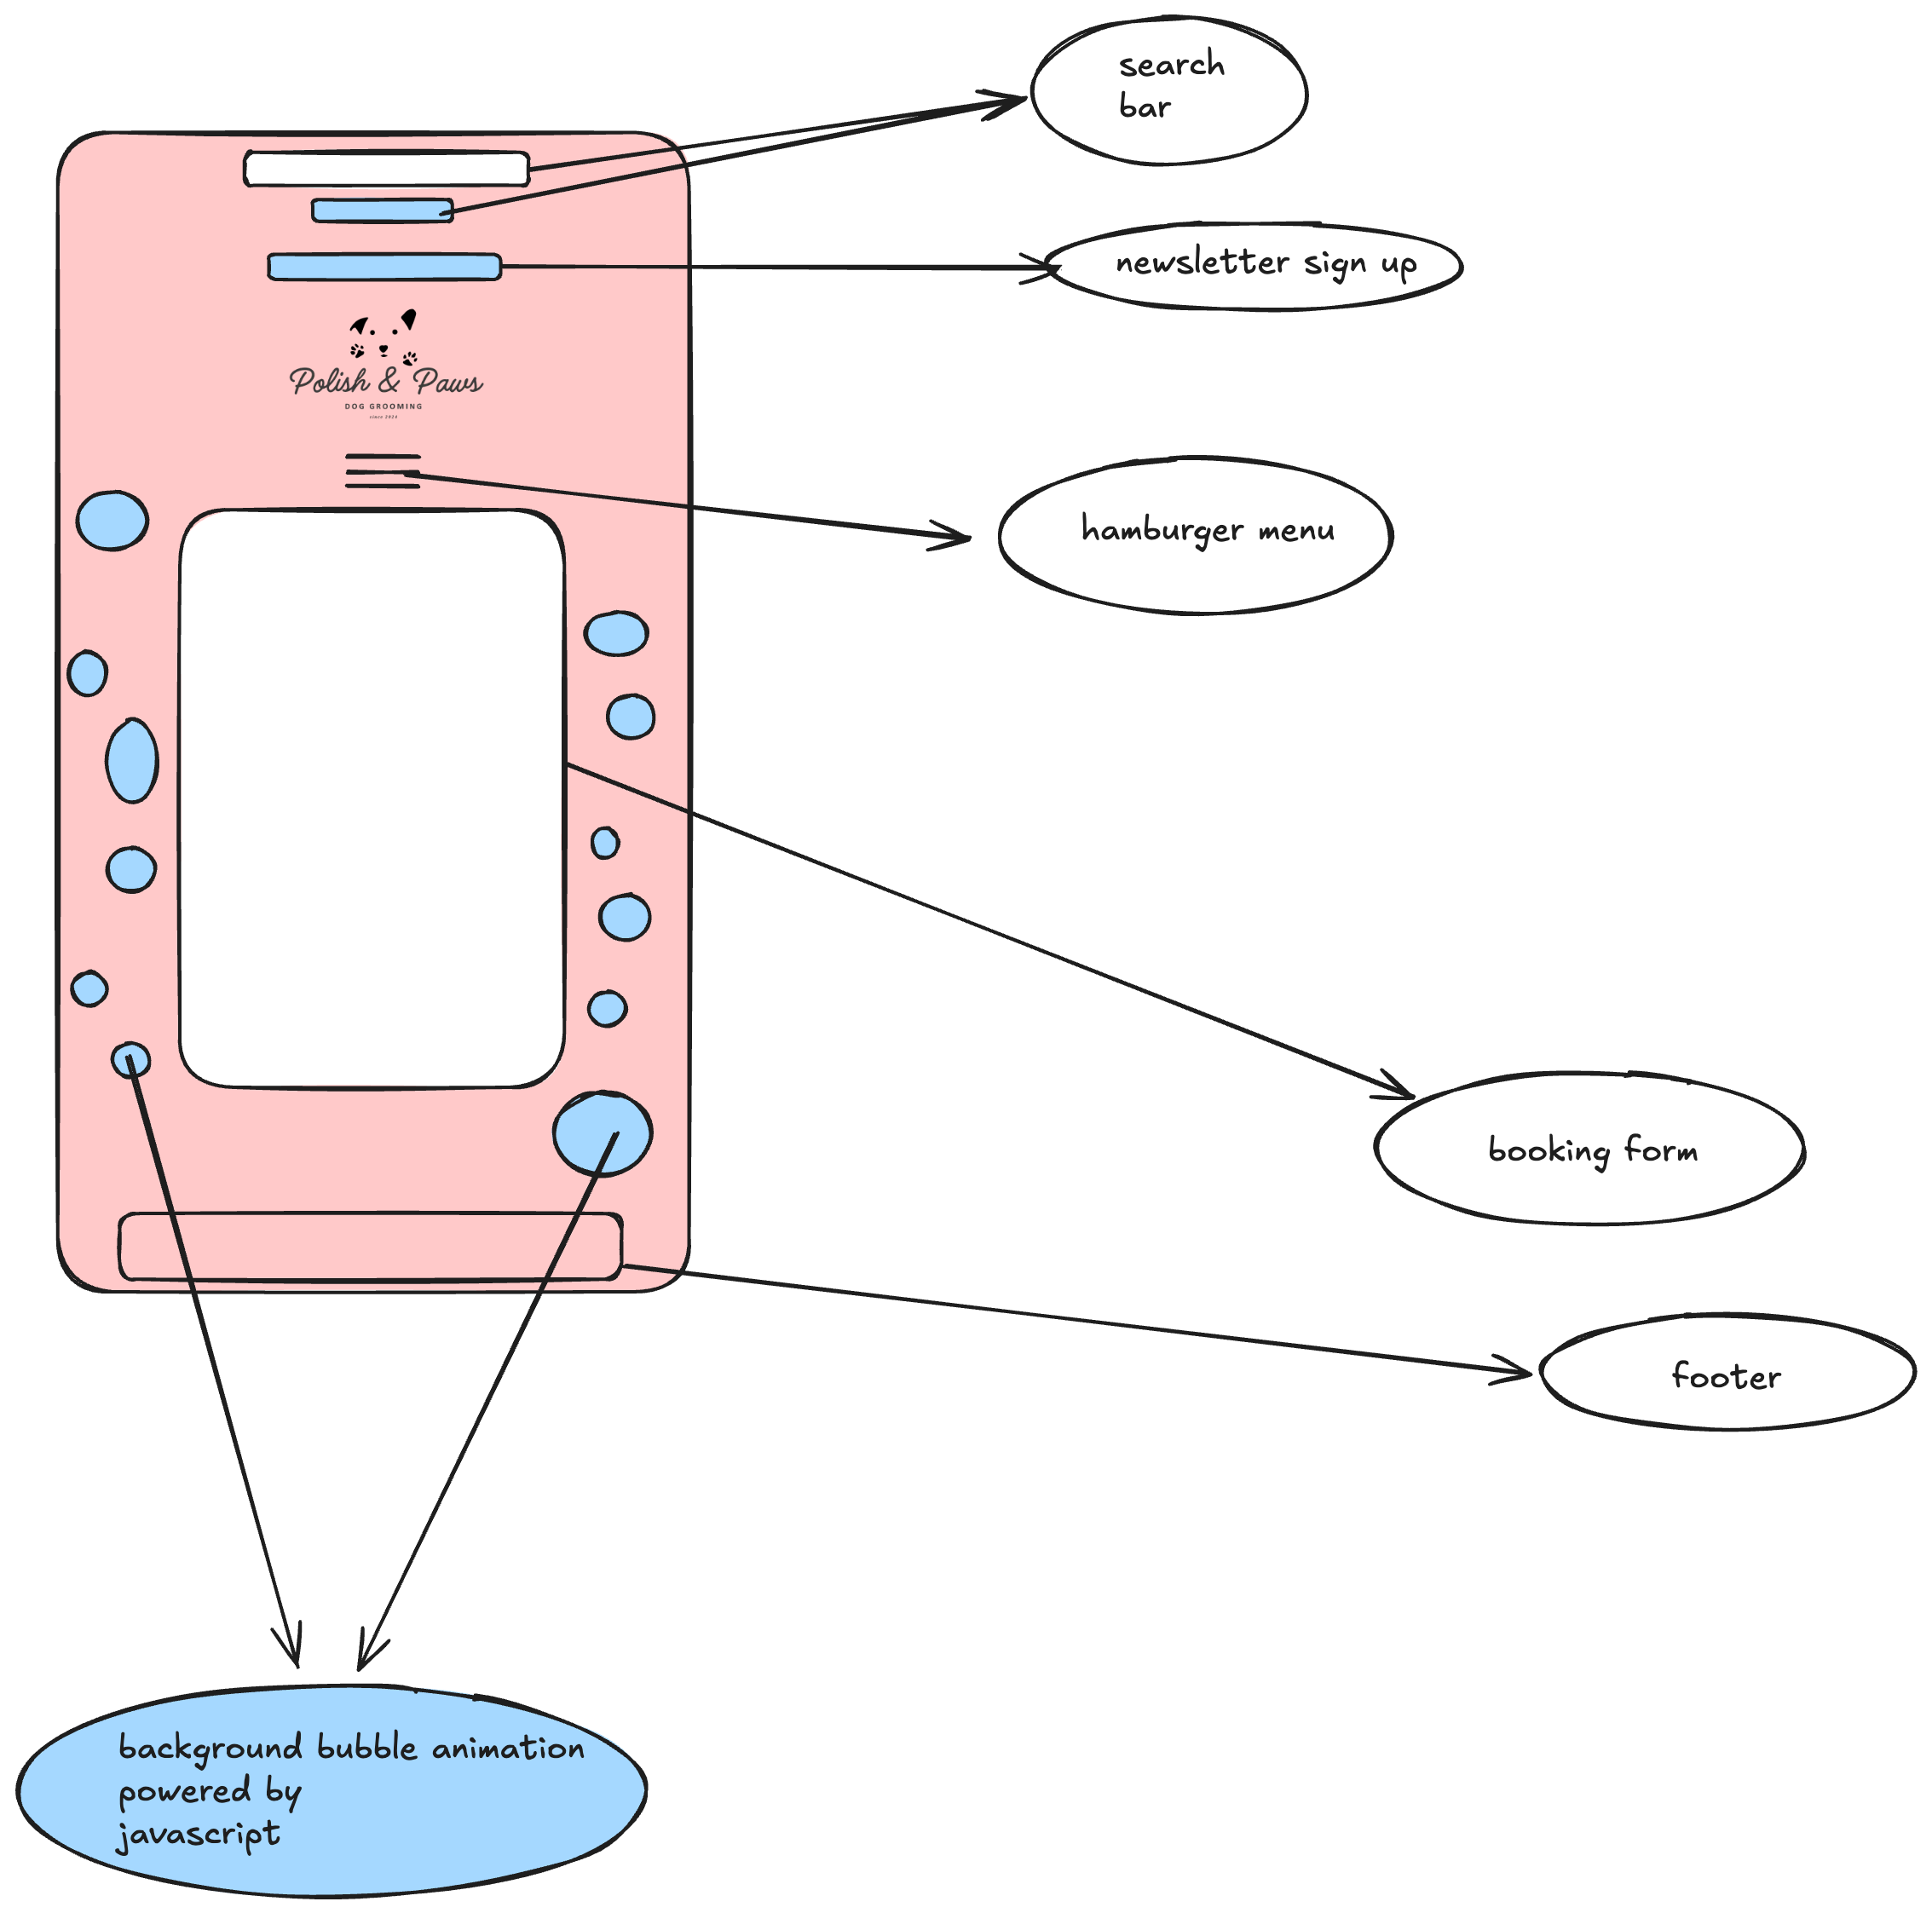 search
bar
newsletter sign up
Polish & Paws
DOG GROOMING
since 2024
hamburger menu
booking form
footer
background bubble animation
powered by
javascript